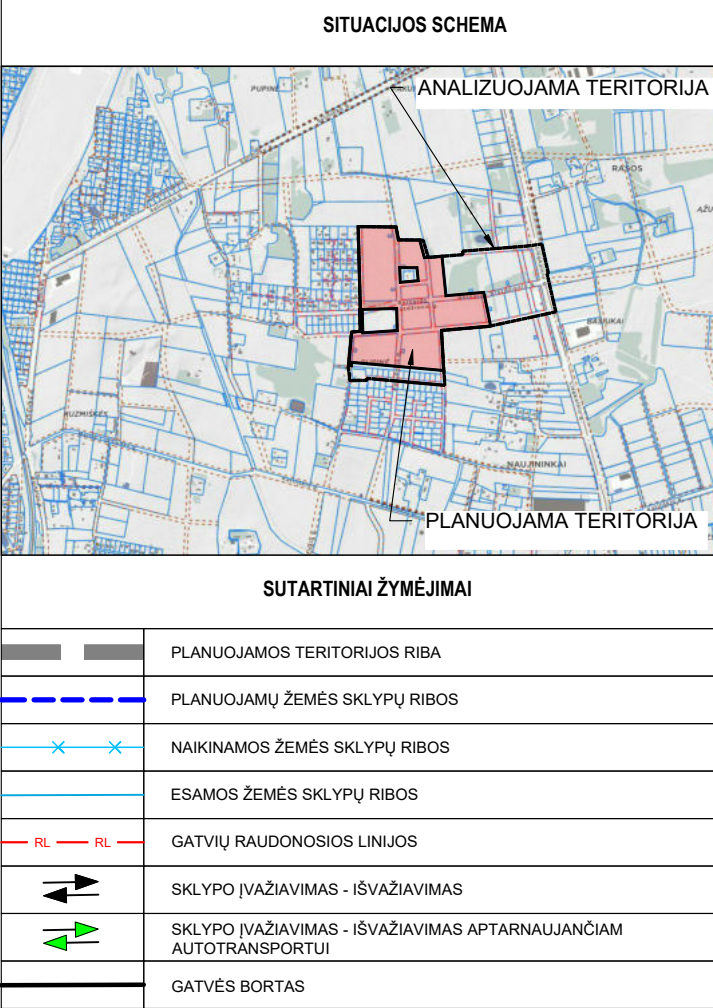 SITUACIJOS SCHEMA
ANALIZUOJAMA TERITORIJA
PUPINĖ
RASOS
BAJUKAI
KUZMIŠKĖS
NAUJININKAI
PLANUOJAMA TERITORIJA
SUTARTINIAI ŽYMĖJIMAI
PLANUOJAMOS TERITORIJOS RIBA
PLANUOJAMŲ ŽEMĖS SKLYPŲ RIBOS
NAIKINAMOS ŽEMĖS SKLYPŲ RIBOS
ESAMOS ŽEMĖS SKLYPŲ RIBOS
RL RL GATVIŲ RAUDONOSIOS LINIJOS
SKLYPO ĮVAŽIAVIMAS - IŠVAŽIAVIMAS
SKLYPO ĮVAŽIAVIMAS - IŠVAŽIAVIMAS APTARNAUJANČIAM
AUTOTRANSPORTUI
GATVĖS BORTAS